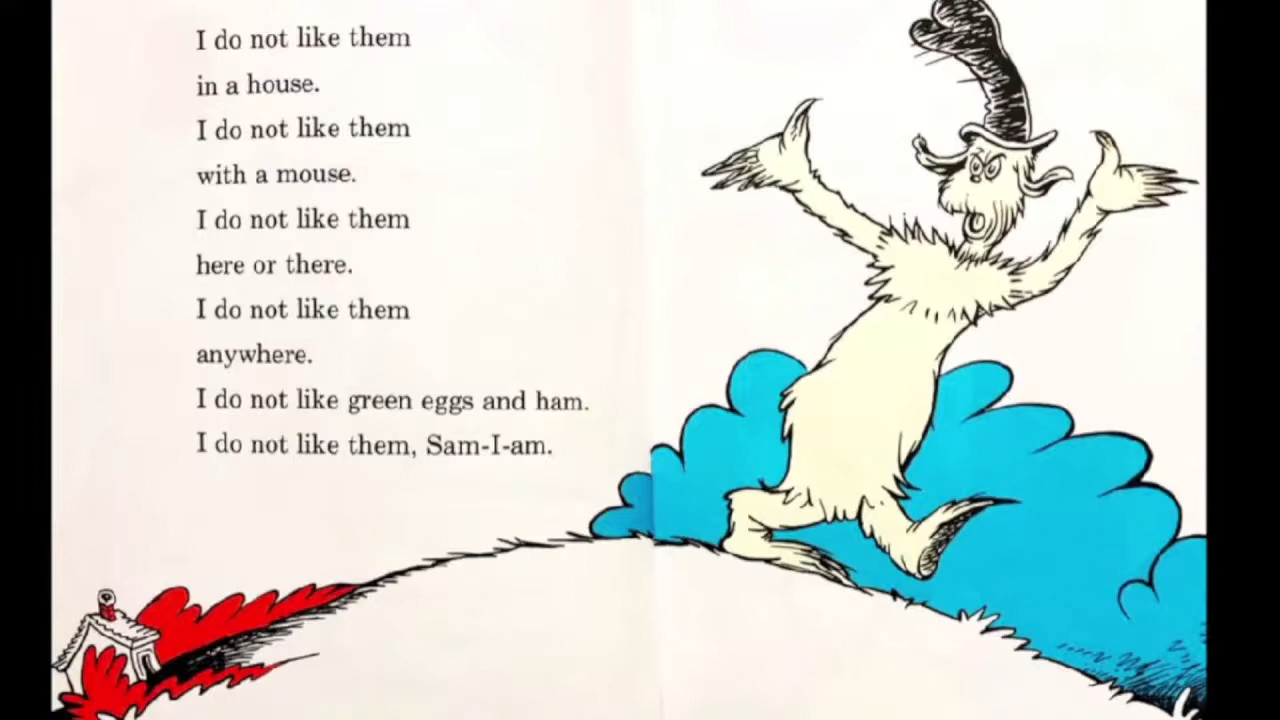 I do not like them
in a house.
I do not like them
with a mouse.
I do not like them
here or there.
I do not like them
anywhere.
I do not like green eggs and ham.
I do not like them, Sam-I-am.